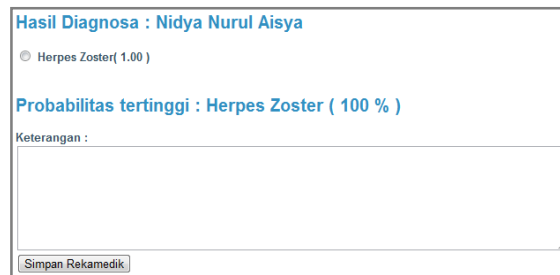 Hasil Diagnosa : Nidya Nurul Aisya
Herpes Zoster( 1.00 )
Probabilitas tertinggi : Herpes Zoster ( 100 % )
Keterangan :
Simpan Rekamedik